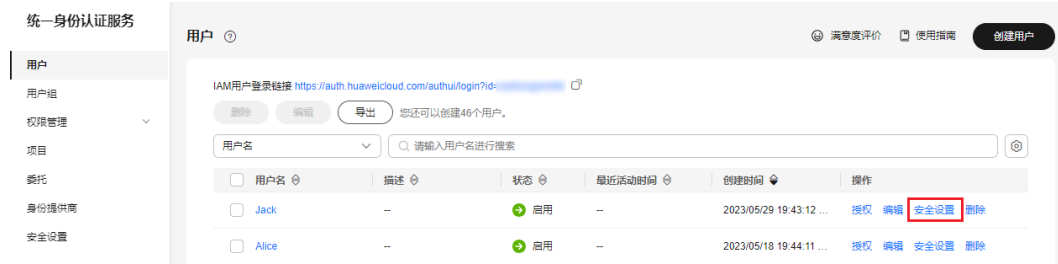 统一身份认证服务
用户
用户组
权限管理
项目
委托
身份提供商
安全设置
用户
满意度评价 使用指南 创建用户
IAM用户登录链接 https://auth.huaweicloud.com/authui/login?id=
删除 编辑 导出 您还可以创建46个用户。
用户名 请输入用户名进行搜索
用户名 描述 状态 最近活动时间 创建时间 操作
Jack -- 启用 -- 2023/05/29 19:43:12 ... 授权 编辑 安全设置 删除
Alice -- 启用 -- 2023/05/18 19:44:11 ... 授权 编辑 安全设置 删除